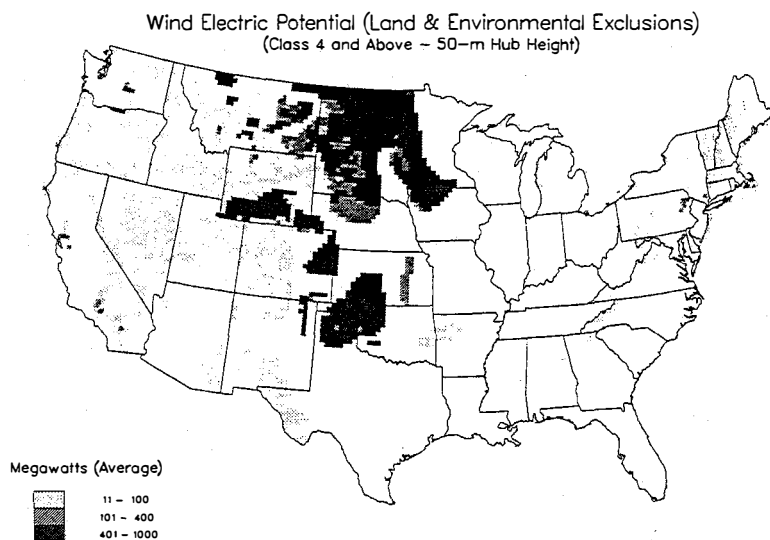 Wind Electric Potential (Land & Environmental Exclusions)
(Class 4 and Above - 50-m Hub Height)
Megawatts (Average)
11 - 100
101 - 400
401 - 1000